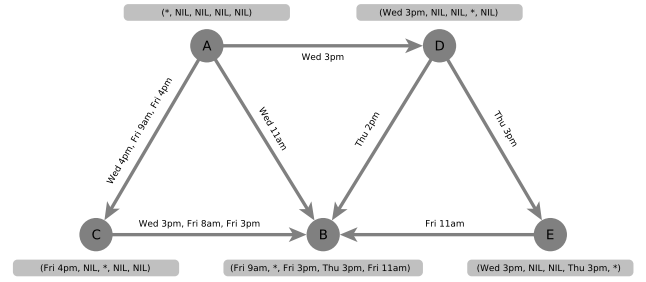 (*, NIL, NIL, NIL, NIL)
(Wed 3pm, NIL, NIL, *, NIL)
A
D
Wed 3pm
Wed 4pm, Fri 9am, Fri 4pm
Wed 11am
Thu 2pm
Thu 3pm
Wed 3pm, Fri 8am, Fri 3pm
Fri 11am
C
B
E
(Fri 4pm, NIL, *, NIL, NIL)
(Fri 9am, *, Fri 3pm, Thu 3pm, Fri 11am)
(Wed 3pm, NIL, NIL, Thu 3pm, *)